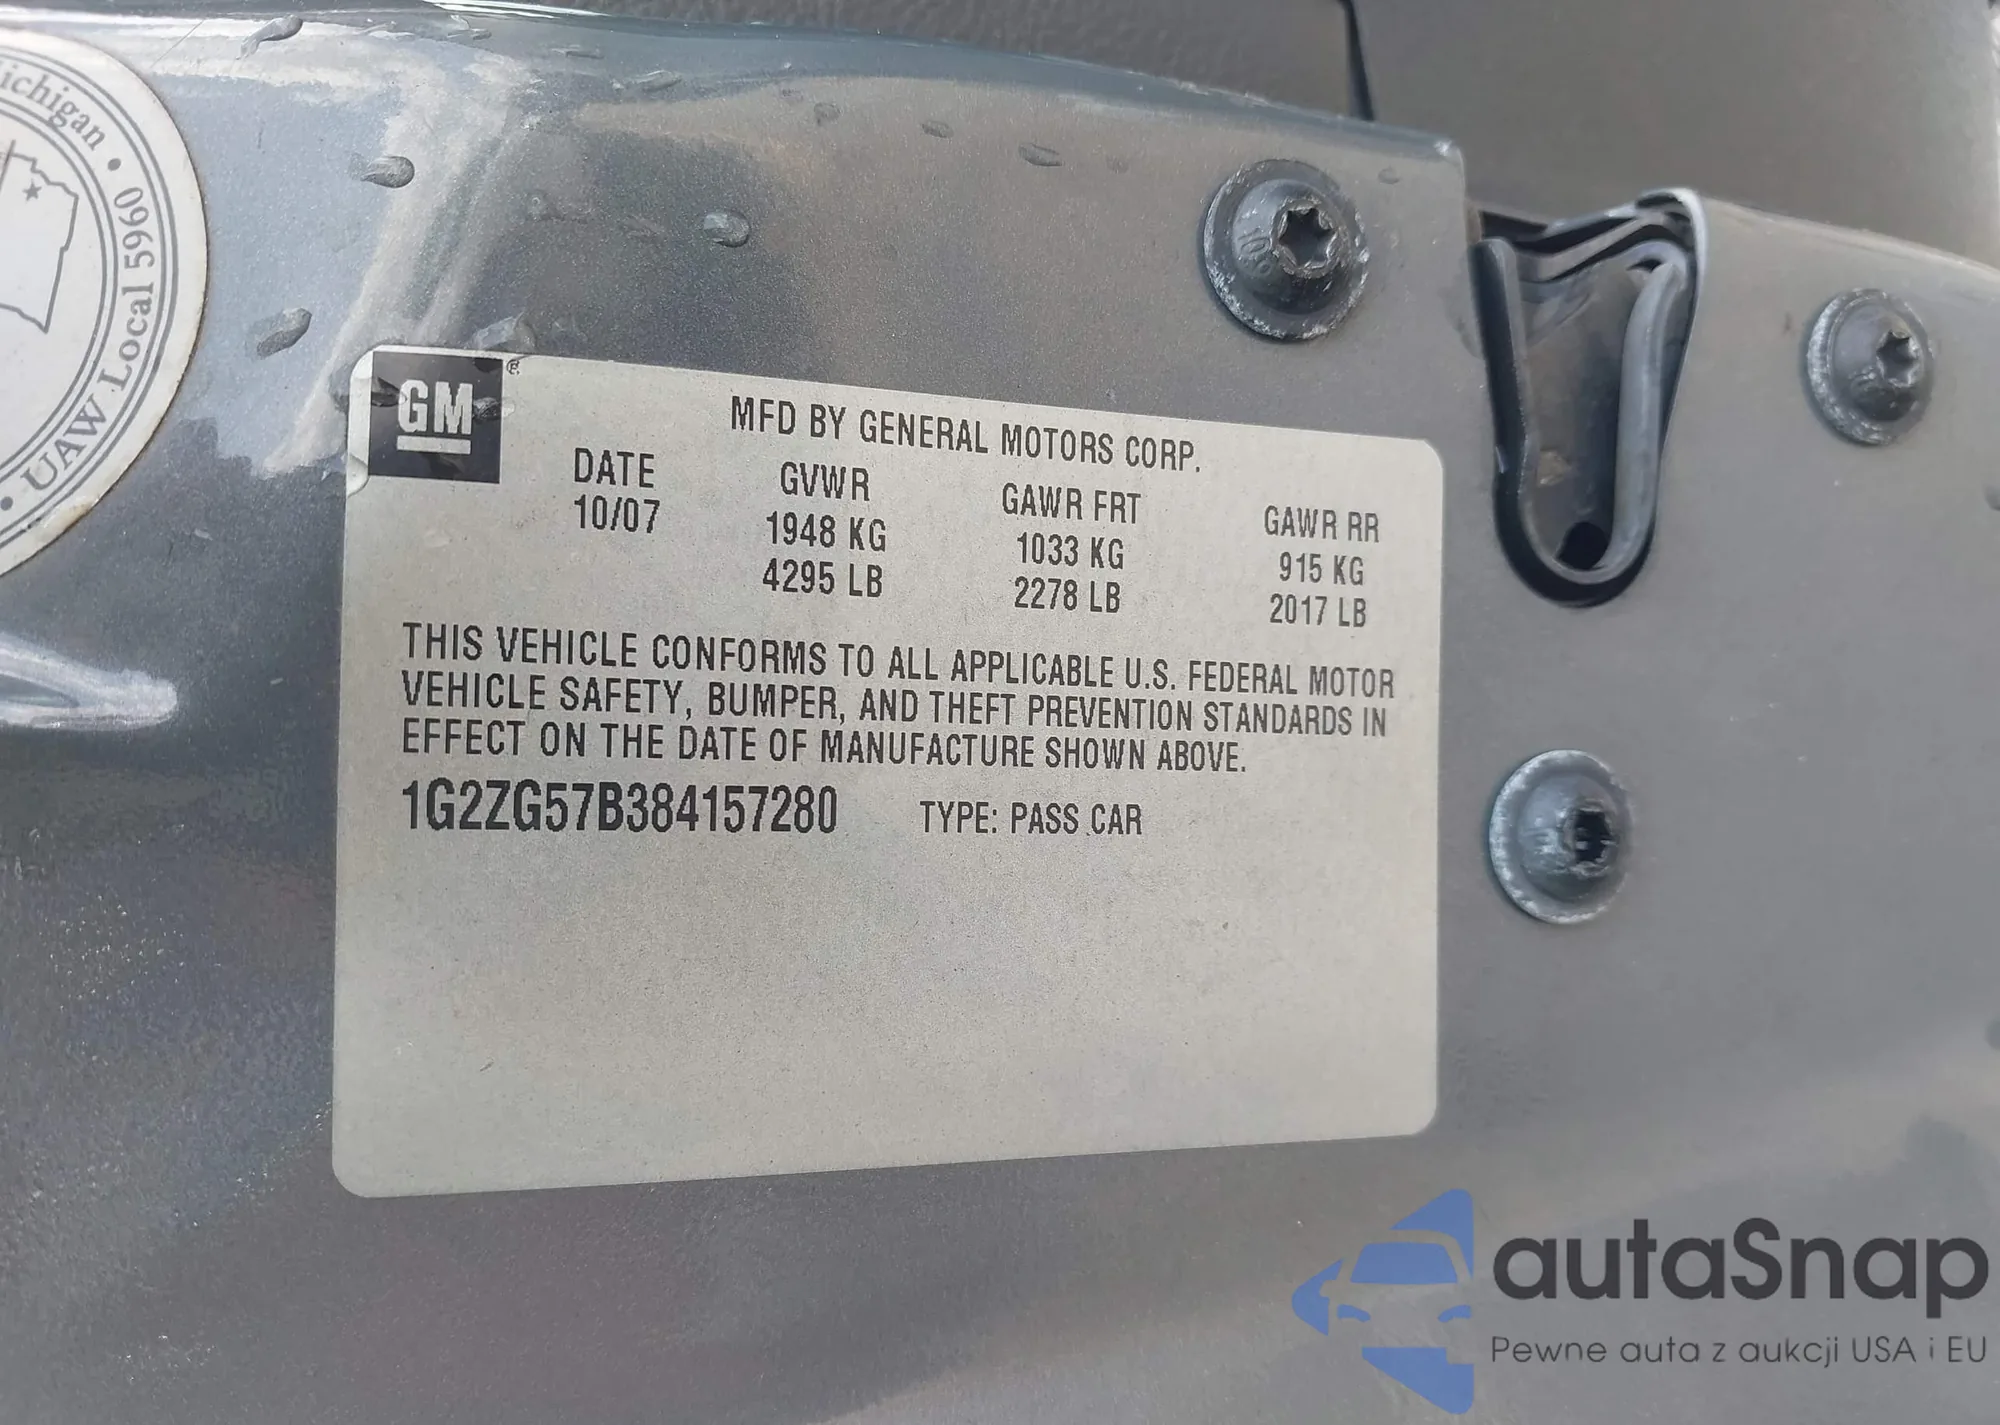 ichigan • UAW Local 5960 •
GM
®
MFD BY GENERAL MOTORS CORP.
DATE GVWR GAWR FRT GAWR RR
10/07 1948 KG 1033 KG 915 KG
4295 LB 2278 LB 2017 LB
THIS VEHICLE CONFORMS TO ALL APPLICABLE U.S. FEDERAL MOTOR
VEHICLE SAFETY, BUMPER, AND THEFT PREVENTION STANDARDS IN
EFFECT ON THE DATE OF MANUFACTURE SHOWN ABOVE.
1G2ZG57B384157280 TYPE: PASS CAR
autaSnap
Pewne auta z aukcji USA i EU